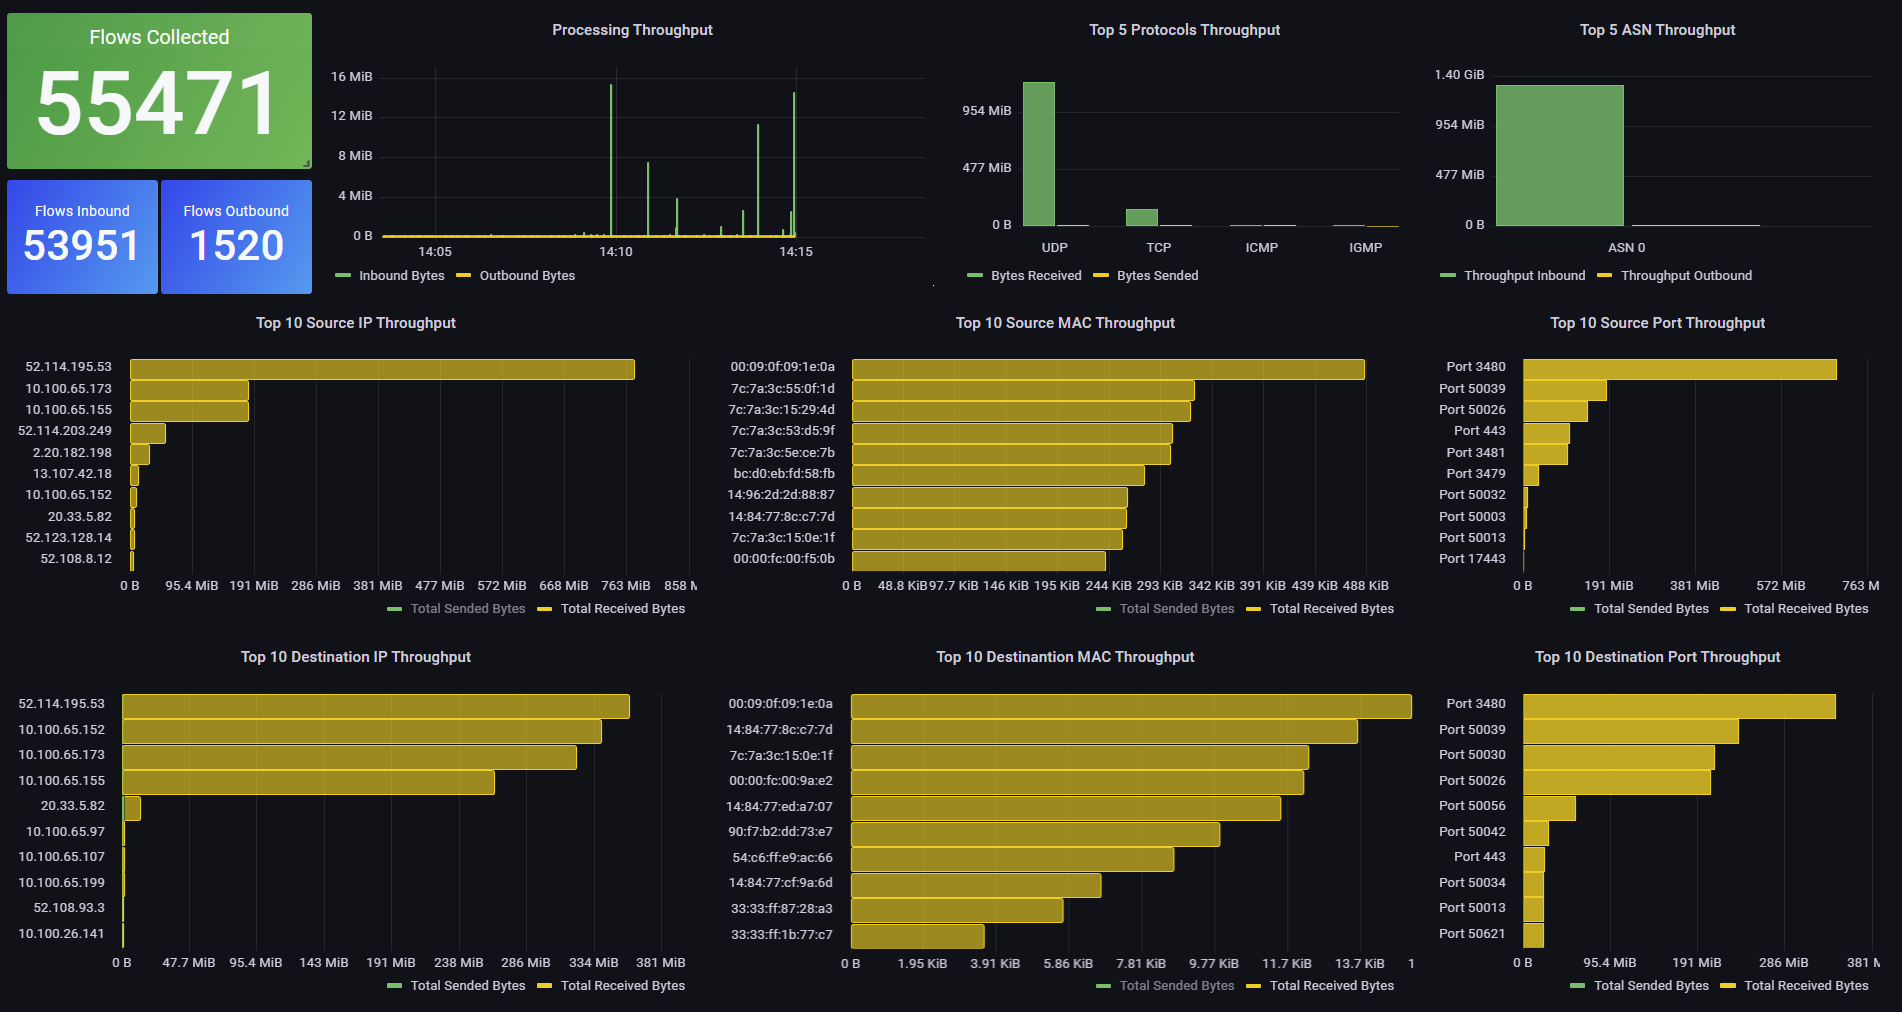 Flows Collected
55471
Flows Inbound
53951
Flows Outbound
1520
Processing Throughput
16 MiB
12 MiB
8 MiB
4 MiB
0 B
14:05 14:10 14:15
Inbound Bytes Outbound Bytes
Top 5 Protocols Throughput
954 MiB
477 MiB
0 B
UDP TCP ICMP IGMP
Bytes Received Bytes Sended
Top 5 ASN Throughput
1.40 GiB
954 MiB
477 MiB
0 B
ASN 0
Throughput Inbound Throughput Outbound
Top 10 Source IP Throughput
52.114.195.53
10.100.65.173
10.100.65.155
52.114.203.249
2.20.182.198
13.107.42.18
10.100.65.152
20.33.5.82
52.123.128.14
52.108.8.12
0 B 95.4 MiB 191 MiB 286 MiB 381 MiB 477 MiB 572 MiB 668 MiB 763 MiB 858 M
Total Sended Bytes Total Received Bytes
Top 10 Source MAC Throughput
00:09:0f:09:1e:0a
7c:7a:3c:55:0f:1d
7c:7a:3c:15:29:4d
7c:7a:3c:53:d5:9f
7c:7a:3c:5e:ce:7b
bc:d0:eb:fd:58:fb
14:96:2d:2d:88:87
14:84:77:8c:c7:7d
7c:7a:3c:15:0e:1f
00:00:fc:00:f5:0b
0 B 48.8 KiB 97.7 KiB 146 KiB 195 KiB 244 KiB 293 KiB 342 KiB 391 KiB 439 KiB 488 KiB
Total Sended Bytes Total Received Bytes
Top 10 Source Port Throughput
Port 3480
Port 50039
Port 50026
Port 443
Port 3481
Port 3479
Port 50032
Port 50003
Port 50013
Port 17443
0 B 191 MiB 381 MiB 572 MiB 763 M
Total Sended Bytes Total Received Bytes
Top 10 Destination IP Throughput
52.114.195.53
10.100.65.152
10.100.65.173
10.100.65.155
20.33.5.82
10.100.65.97
10.100.65.107
10.100.65.199
52.108.93.3
10.100.26.141
0 B 47.7 MiB 95.4 MiB 143 MiB 191 MiB 238 MiB 286 MiB 334 MiB 381 MiB
Total Sended Bytes Total Received Bytes
Top 10 Destinantion MAC Throughput
00:09:0f:09:1e:0a
14:84:77:8c:c7:7d
7c:7a:3c:15:0e:1f
00:00:fc:00:9a:e2
14:84:77:ed:a7:07
90:f7:b2:dd:73:e7
54:c6:ff:e9:ac:66
14:84:77:cf:9a:6d
33:33:ff:87:28:a3
33:33:ff:1b:77:c7
0 B 1.95 KiB 3.91 KiB 5.86 KiB 7.81 KiB 9.77 KiB 11.7 KiB 13.7 KiB 1
Total Sended Bytes Total Received Bytes
Top 10 Destination Port Throughput
Port 3480
Port 50039
Port 50030
Port 50026
Port 50056
Port 50042
Port 443
Port 50034
Port 50013
Port 50621
0 B 95.4 MiB 191 MiB 286 MiB 381 M
Total Sended Bytes Total Received Bytes